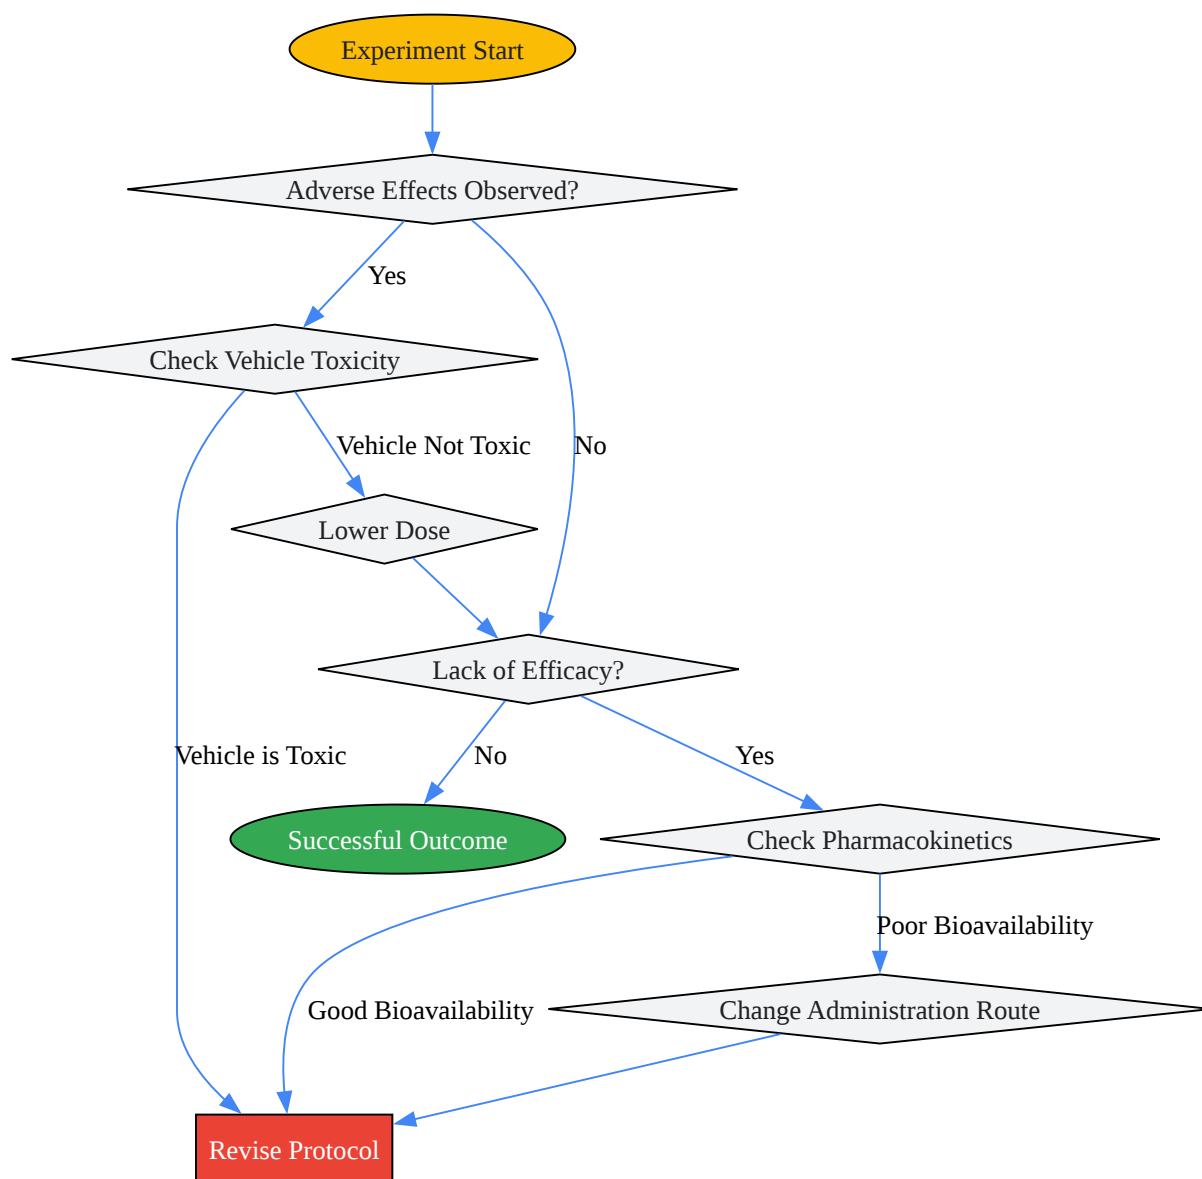 Experiment Start
Adverse Effects Observed?
Yes
Check Vehicle Toxicity
Vehicle Not Toxic
No
Lower Dose
Lack of Efficacy?
Vehicle is Toxic
No
Yes
Successful Outcome
Check Pharmacokinetics
Poor Bioavailability
Good Bioavailability
Change Administration Route
Revise Protocol